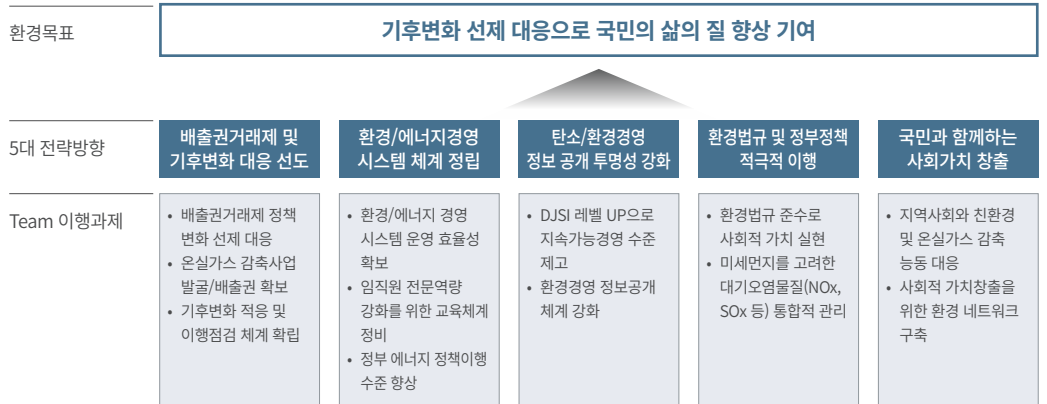 환경목표
기후변화 선제 대응으로 국민의 삶의 질 향상 기여
5대 전략방향
배출권거래제 및
기후변화 대응 선도
환경/에너지경영
시스템 체계 정립
탄소/환경경영
정보 공개 투명성 강화
환경법규 및 정부정책
적극적 이행
국민과 함께하는
사회가치 창출
Team 이행과제
• 배출권거래제 정책
변화 선제 대응
• 온실가스 감축사업
발굴/배출권 확보
• 기후변화 적응 및
이행점검 체계 확립
• 환경/에너지 경영
시스템 운영 효율성
확보
• 임직원 전문역량
강화를 위한 교육체계
정비
• 정부 에너지 정책이행
수준 향상
• DJSI 레벨 UP으로
지속가능경영 수준
제고
• 환경경영 정보공개
체계 강화
• 환경법규 준수로
사회적 가치 실현
• 미세먼지를 고려한
대기오염물질(NOx,
SOx 등) 통합적 관리
• 지역사회와 친환경
및 온실가스 감축
능동 대응
• 사회적 가치창출을
위한 환경 네트워크
구축